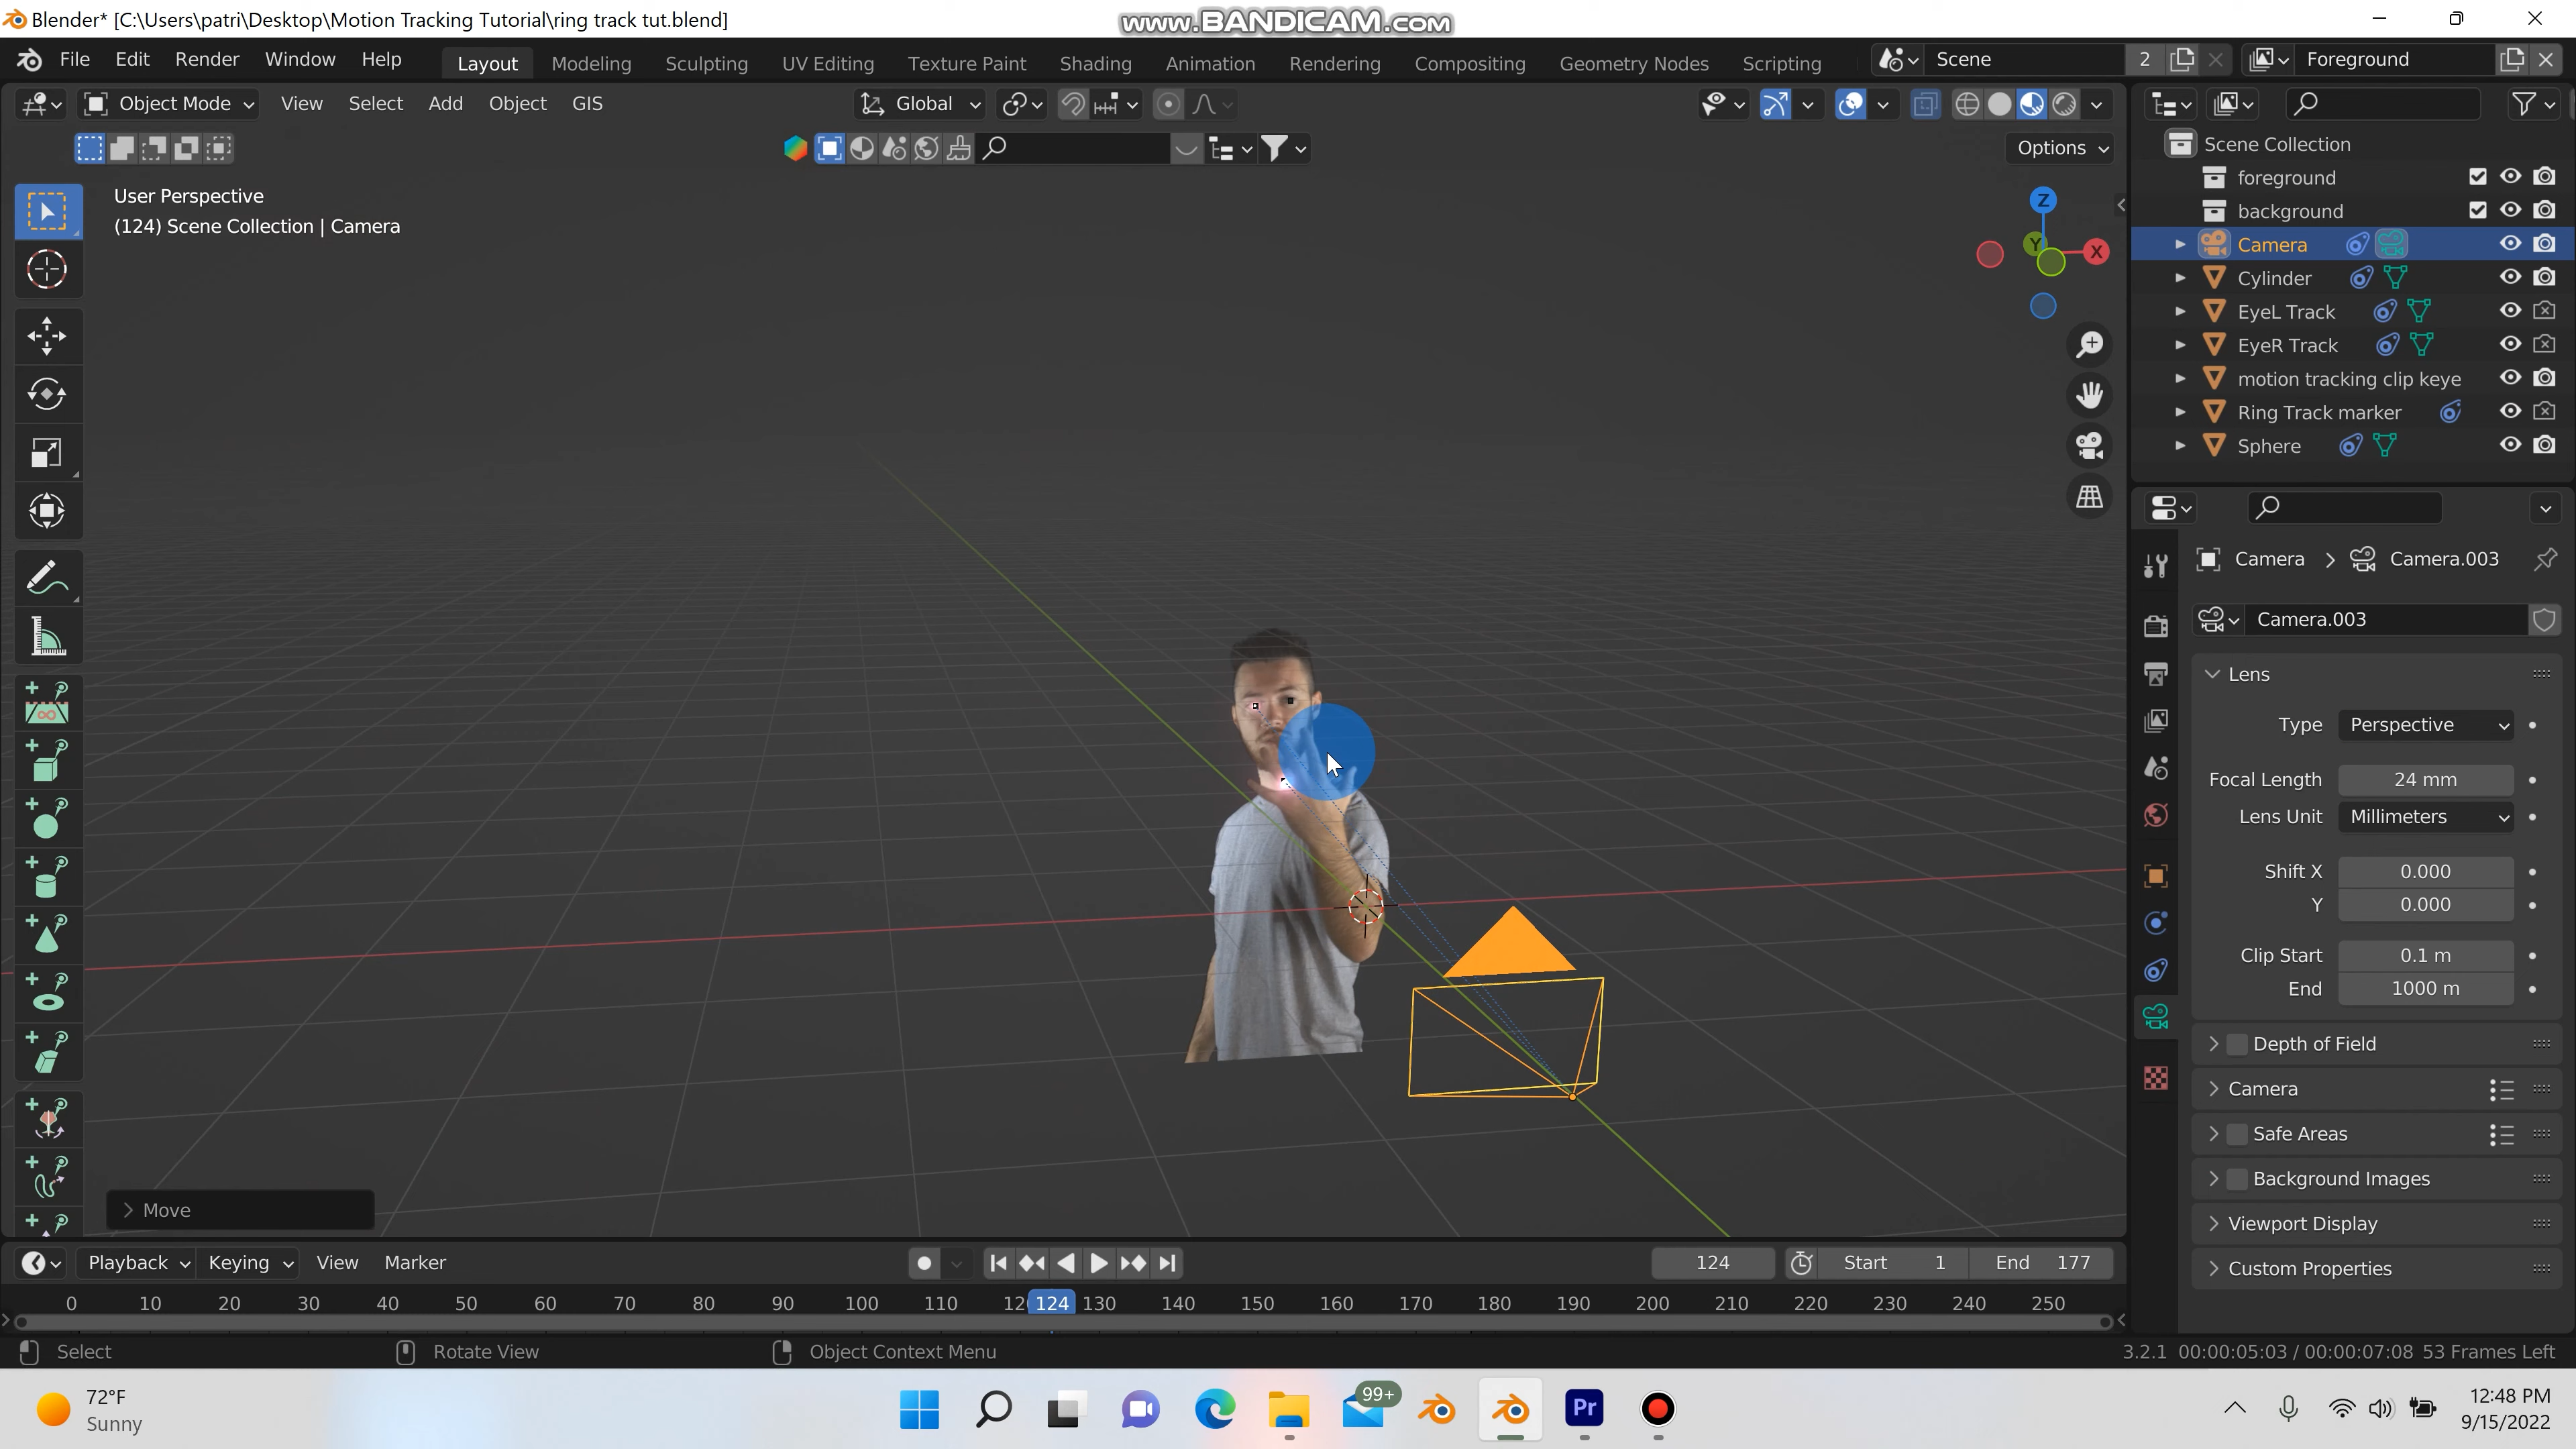 Blender* [C:\Users\patri\Desktop\Motion Tracking Tutorial\ring track tut.blend]
www.BANDICAM.com
File Edit Render Window Help Layout Modeling Sculpting UV Editing Texture Paint Shading Animation Rendering Compositing Geometry Nodes Scripting Scene 2 Foreground
Object Mode View Select Add Object GIS Global
Options
User Perspective
(124) Scene Collection | Camera
Z
Y
X
Scene Collection
foreground
background
Camera
Cylinder
EyeL Track
EyeR Track
motion tracking clip keye
Ring Track marker
Sphere
Camera > Camera.003
Camera.003
Lens
Type Perspective
Focal Length 24 mm
Lens Unit Millimeters
Shift X 0.000
Y 0.000
Clip Start 0.1 m
End 1000 m
Depth of Field
Camera
Safe Areas
Background Images
Viewport Display
Custom Properties
Move
Playback Keying View Marker 124 Start 1 End 177
0 10 20 30 40 50 60 70 80 90 100 110 12 124 130 140 150 160 170 180 190 200 210 220 230 240 250
Select Rotate View Object Context Menu 3.2.1 00:00:05:03 / 00:00:07:08 53 Frames Left
72°F
Sunny
99+
Pr
12:48 PM
9/15/2022